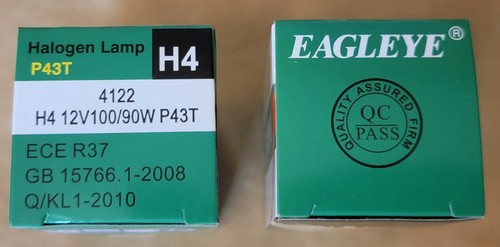 Halogen Lamp
P43T
H4
4122
H4 12V100/90W P43T
ECE R37
GB 15766.1-2008
Q/KL1-2010
EAGLEYE®
QUALITY ASSURED FIRM
QC
PASS